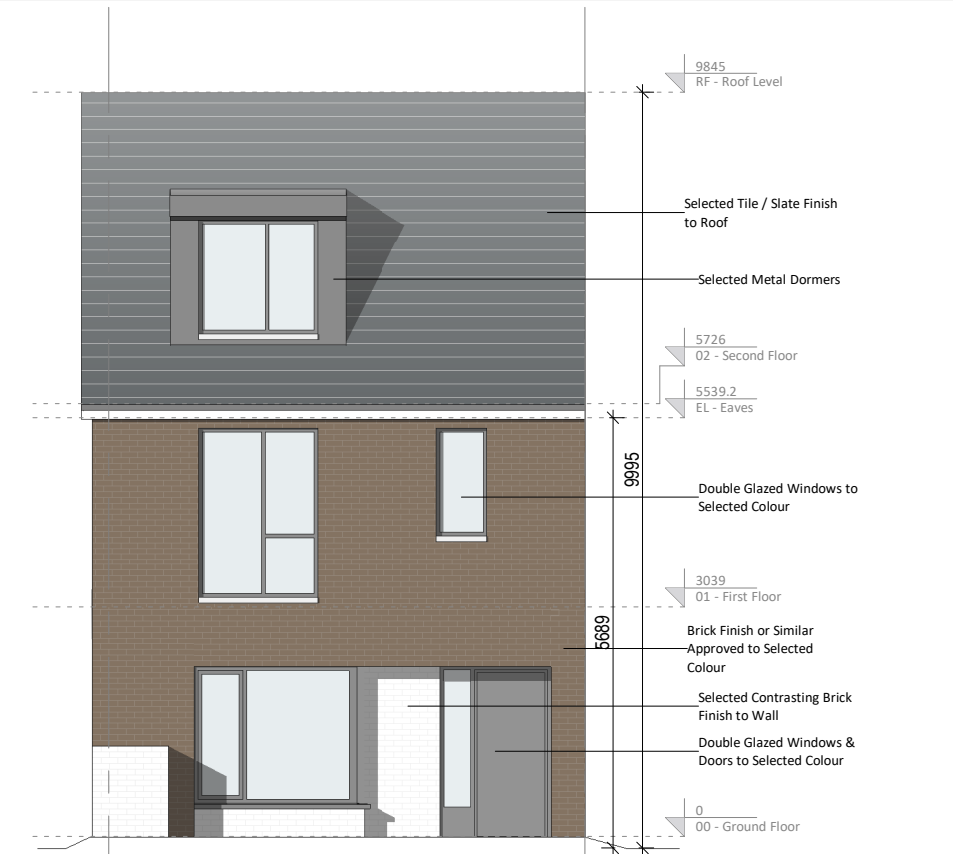 9845
RF - Roof Level
Selected Tile / Slate Finish
to Roof
Selected Metal Dormers
5726
02 - Second Floor
5539.2
EL - Eaves
9995
Double Glazed Windows to
Selected Colour
3039
01 - First Floor
5689
Brick Finish or Similar
Approved to Selected
Colour
Selected Contrasting Brick
Finish to Wall
Double Glazed Windows &
Doors to Selected Colour
0
00 - Ground Floor